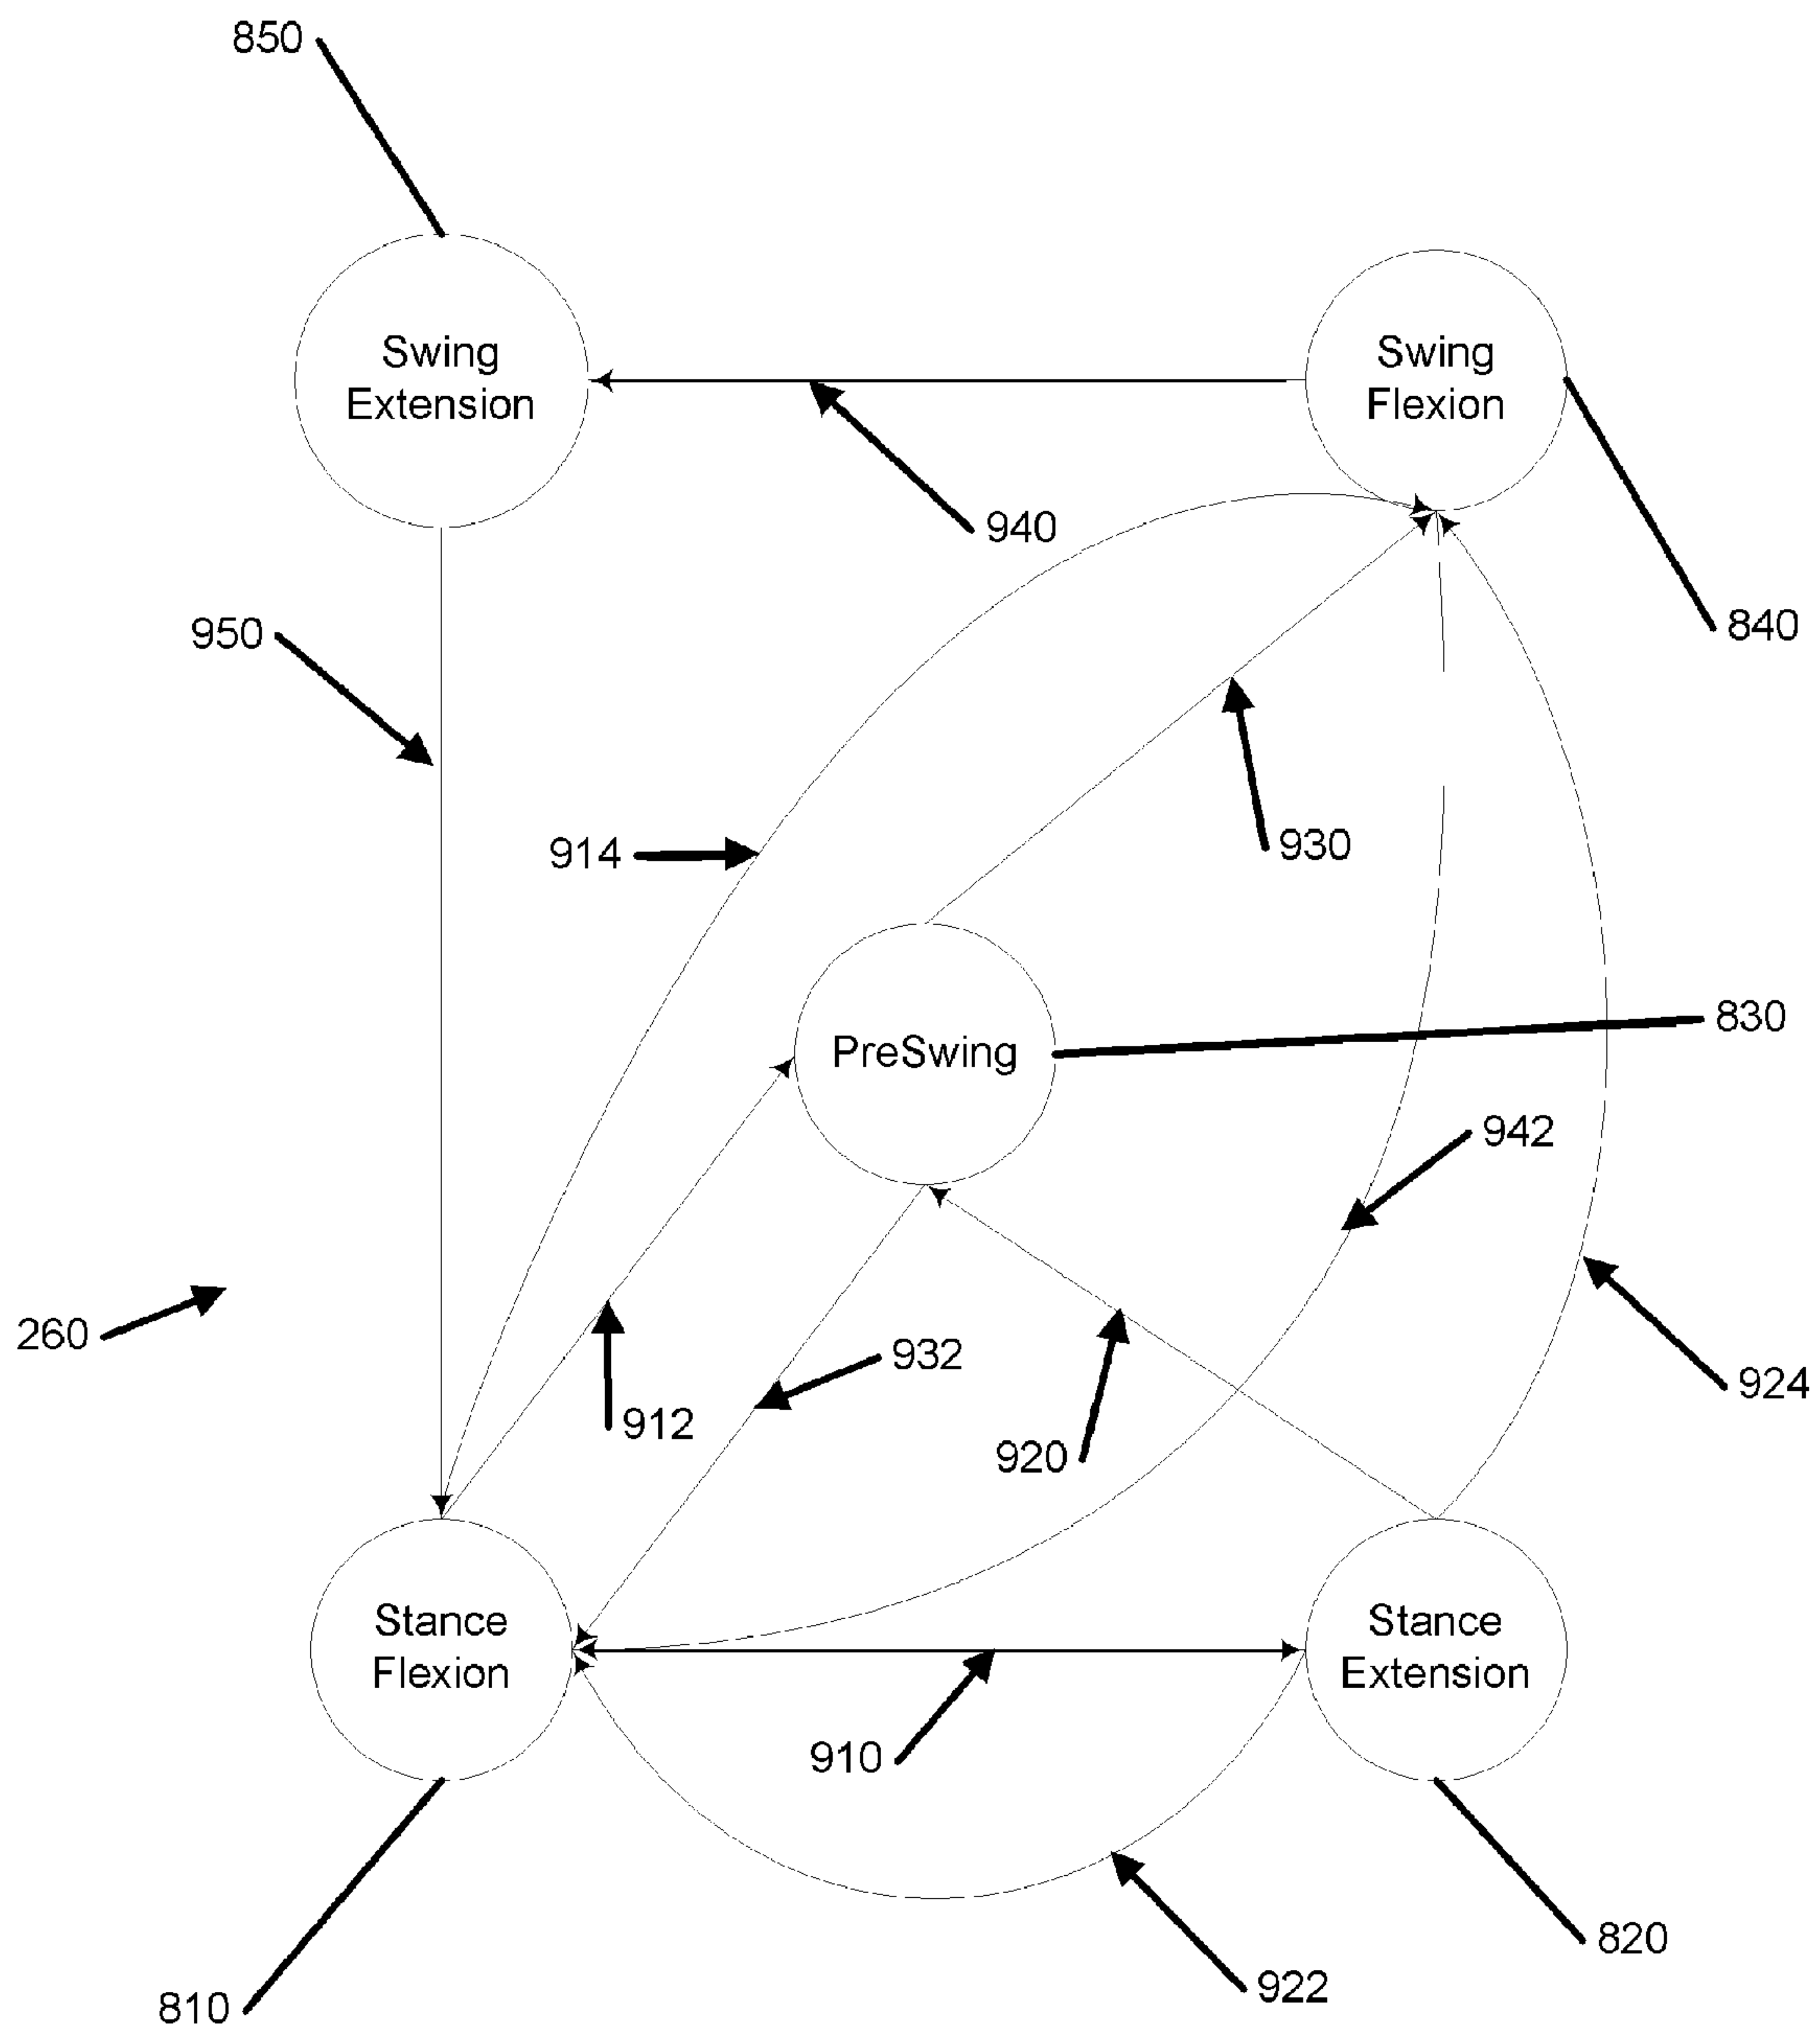 850
Swing
Extension
Swing
Flexion
940
950
840
914
930
PreSwing
830
942
260
932
924
912
920
Stance
Flexion
Stance
Extension
910
820
922
810